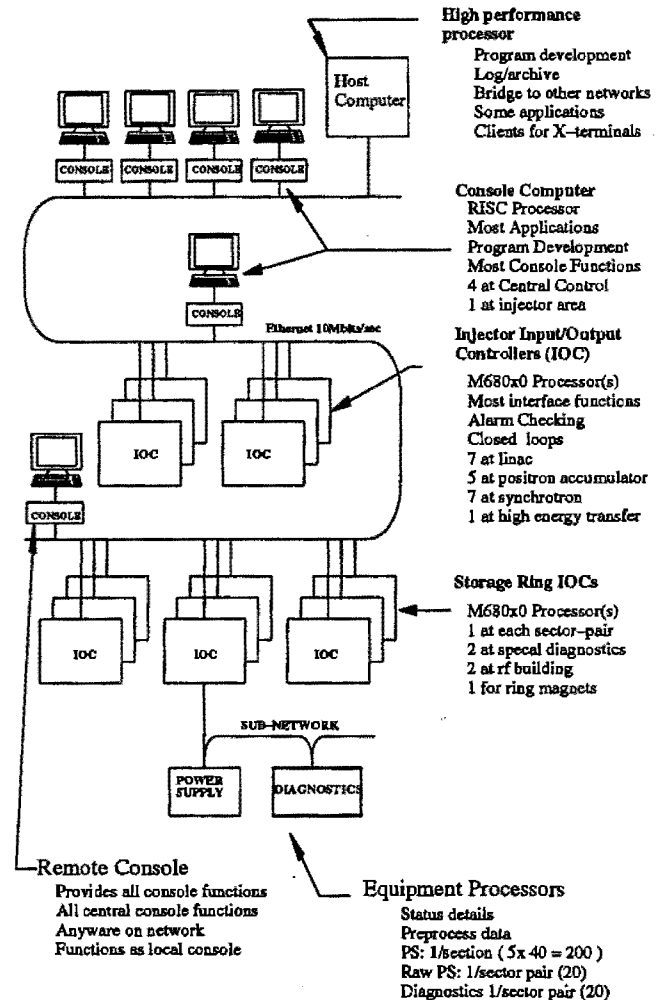 High performance
processor
Program development
Log/archive
Bridge to other networks
Some applications
Clients for X-terminals
Host
Computer
CONSOLE
CONSOLE
CONSOLE
CONSOLE
Console Computer
RISC Processor
Most Applications
Program Development
Most Console Functions
4 at Central Control
1 at injector area
CONSOLE
Ethernet 10Mbits/sec
Injector Input/Output
Controllers (IOC)
M680x0 Processor(s)
Most interface functions
Alarm Checking
Closed loops
7 at linac
5 at positron accumulator
7 at synchrotron
1 at high energy transfer
IOC
IOC
CONSOLE
Storage Ring IOCs
M680x0 Processor(s)
1 at each sector-pair
2 at specal diagnostics
2 at rf building
1 for ring magnets
IOC
IOC
IOC
SUB-NETWORK
POWER
SUPPLY
DIAGNOSTICS
Remote Console
Provides all console functions
All central console functions
Anyware on network
Functions as local console
Equipment Processors
Status details
Preprocess data
PS: 1/section ( 5x 40 = 200 )
Raw PS: 1/sector pair (20)
Diagnostics 1/sector pair (20)